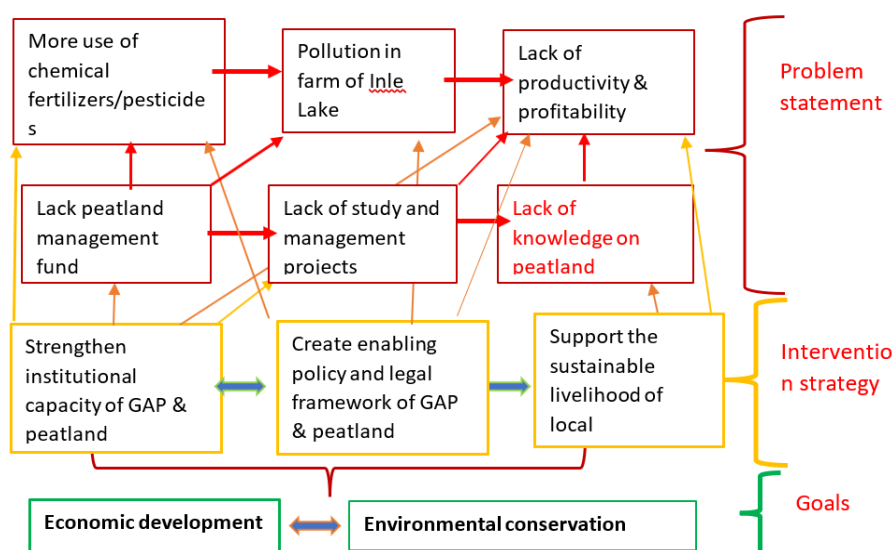 More use of
chemical
fertilizers/pesticide
s
Pollution in
farm of Inle
Lake
Lack of
productivity &
profitability
Problem
statement
Lack peatland
management
fund
Lack of study and
management
projects
Lack of
knowledge on
peatland
Strengthen
institutional
capacity of GAP &
peatland
Create enabling
policy and legal
framework of GAP
& peatland
Support the
sustainable
livelihood of
local
Interventio
n strategy
Economic development
Environmental conservation
Goals